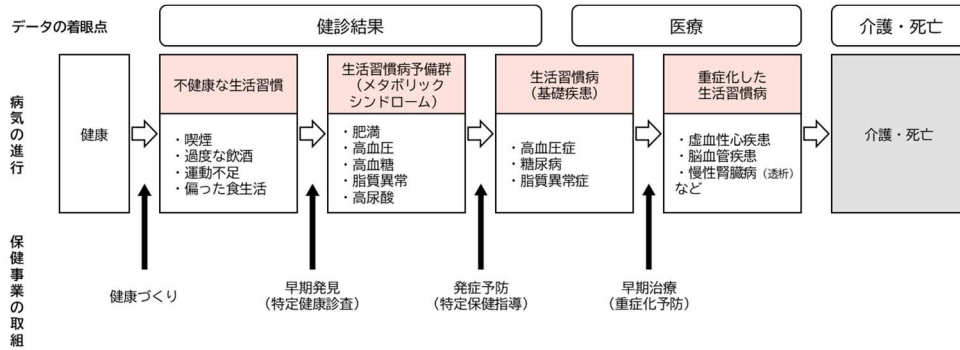 データの着眼点
健診結果
医療
介護・死亡
病気の進行
健康
不健康な生活習慣
・喫煙
・過度な飲酒
・運動不足
・偏った食生活
生活習慣病予備群
(メタボリック
シンドローム)
・肥満
・高血圧
・高血糖
・脂質異常
・高尿酸
生活習慣病
(基礎疾患)
・高血圧症
・糖尿病
・脂質異常症
重症化した
生活習慣病
・虚血性心疾患
・脳血管疾患
・慢性腎臓病(透析)
など
介護・死亡
保健事業の取組
健康づくり
早期発見
(特定健康診査)
発症予防
(特定保健指導)
早期治療
(重症化予防)